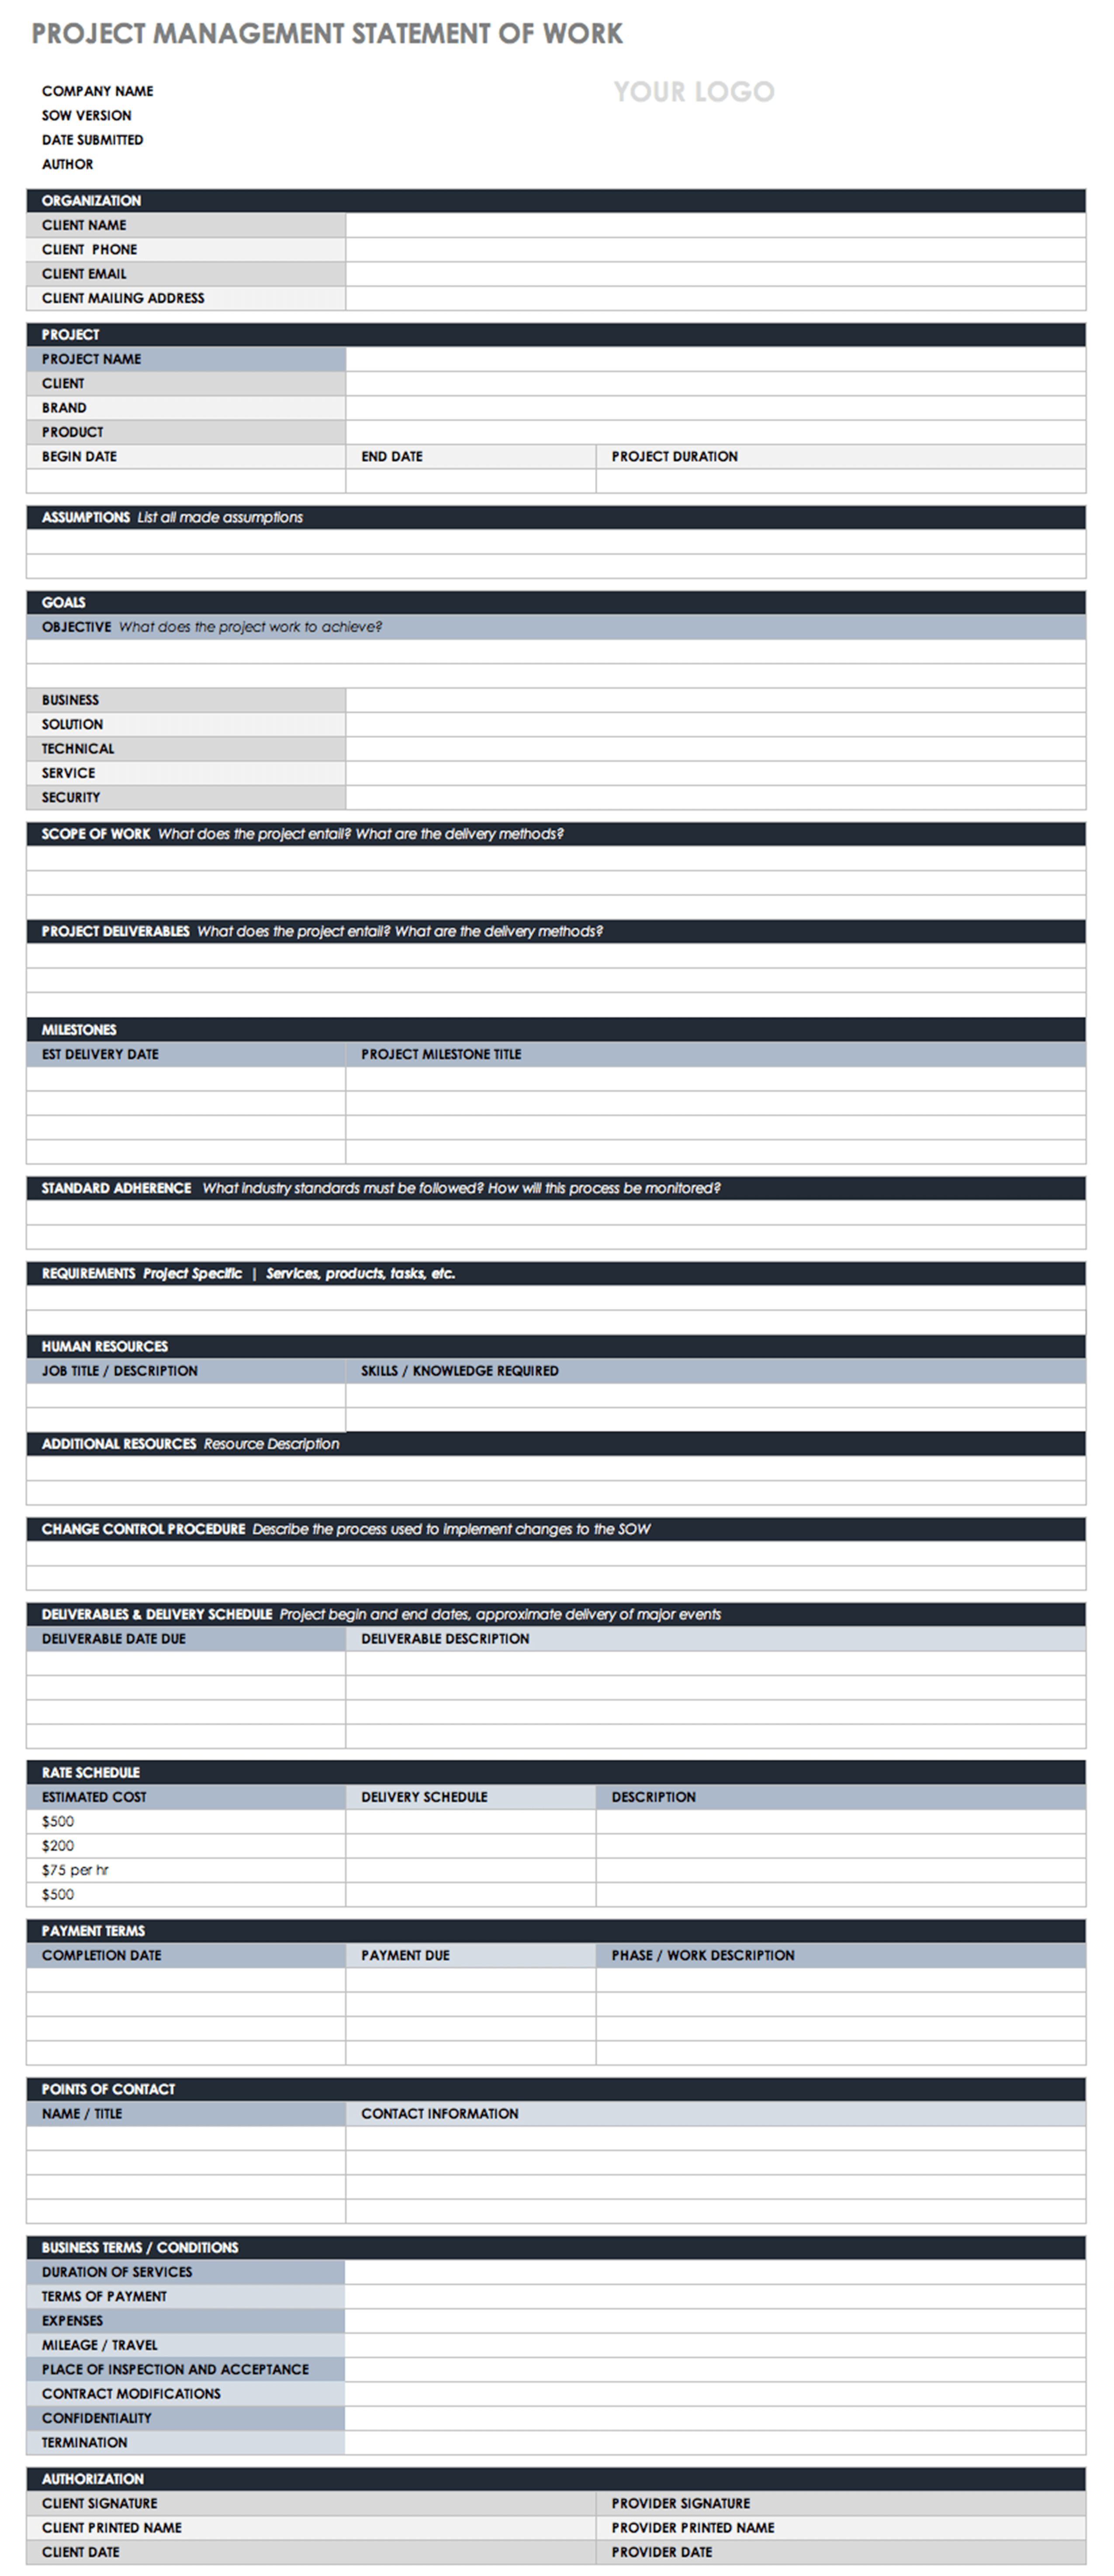 PROJECT MANAGEMENT STATEMENT OF WORK
YOUR LOGO
COMPANY NAME
SOW VERSION
DATE SUBMITTED
AUTHOR
ORGANIZATION
CLIENT NAME
CLIENT PHONE
CLIENT EMAIL
CLIENT MAILING ADDRESS
PROJECT
PROJECT NAME
CLIENT
BRAND
PRODUCT
BEGIN DATE END DATE PROJECT DURATION
ASSUMPTIONS List all made assumptions
GOALS
OBJECTIVE What does the project work to achieve?
BUSINESS
SOLUTION
TECHNICAL
SERVICE
SECURITY
SCOPE OF WORK What does the project entail? What are the delivery methods?
PROJECT DELIVERABLES What does the project entail? What are the delivery methods?
MILESTONES
EST DELIVERY DATE PROJECT MILESTONE TITLE
STANDARD ADHERENCE What industry standards must be followed? How will this process be monitored?
REQUIREMENTS Project Specific | Services, products, tasks, etc.
HUMAN RESOURCES
JOB TITLE / DESCRIPTION SKILLS / KNOWLEDGE REQUIRED
ADDITIONAL RESOURCES Resource Description
CHANGE CONTROL PROCEDURE Describe the process used to implement changes to the SOW
DELIVERABLES & DELIVERY SCHEDULE Project begin and end dates, approximate delivery of major events
DELIVERABLE DATE DUE DELIVERABLE DESCRIPTION
RATE SCHEDULE
ESTIMATED COST DELIVERY SCHEDULE DESCRIPTION
$500
$200
$75 per hr
$500
PAYMENT TERMS
COMPLETION DATE PAYMENT DUE PHASE / WORK DESCRIPTION
POINTS OF CONTACT
NAME / TITLE CONTACT INFORMATION
BUSINESS TERMS / CONDITIONS
DURATION OF SERVICES
TERMS OF PAYMENT
EXPENSES
MILEAGE / TRAVEL
PLACE OF INSPECTION AND ACCEPTANCE
CONTRACT MODIFICATIONS
CONFIDENTIALITY
TERMINATION
AUTHORIZATION
CLIENT SIGNATURE PROVIDER SIGNATURE
CLIENT PRINTED NAME PROVIDER PRINTED NAME
CLIENT DATE PROVIDER DATE